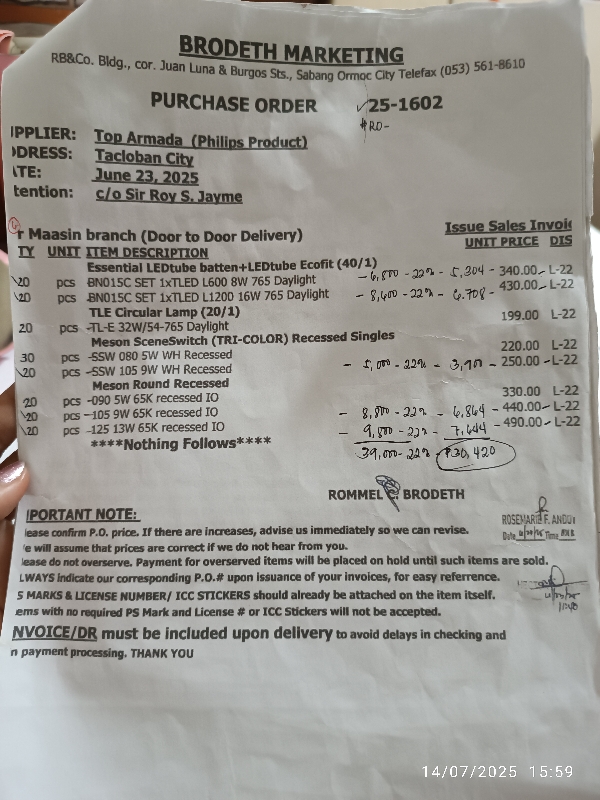 BRODETH MARKETING
RB&Co. Bldg., cor. Juan Luna & Burgos Sts., Sabang Ormoc City Telefax (053) 561-8610
PURCHASE ORDER ✓25-1602
#RO-
IPPLIER: Top Armada (Philips Product)
DDRESS: Tacloban City
ATE: June 23, 2025
tention: c/o Sir Roy S. Jayme
r Maasin branch (Door to Door Delivery) Issue Sales Invoic
TY UNIT ITEM DESCRIPTION UNIT PRICE DIS
Essential LEDtube batten+LEDtube Ecofit (40/1)
20 pcs -BN015C SET 1xTLED L600 8W 765 Daylight - 6,800 - 22% - 5,304 - 340.00 - L-22
20 pcs -BN015C SET 1xTLED L1200 16W 765 Daylight - 8,600 - 22% - 6,708 - 430.00 - L-22
TLE Circular Lamp (20/1)
20 pcs -TL-E 32W/54-765 Daylight 199.00 L-22
Meson SceneSwitch (TRI-COLOR) Recessed Singles
30 pcs -SSW 080 5W WH Recessed 220.00 L-22
20 pcs -SSW 105 9W WH Recessed - 5,000 - 22% - 3,900 - 250.00 - L-22
Meson Round Recessed
20 pcs -090 5W 65K recessed IO 330.00 L-22
20 pcs -105 9W 65K recessed IO - 8,800 - 22% - 6,864 - 440.00 - L-22
20 pcs -125 13W 65K recessed IO - 9,800 - 22% - 7,644 - 490.00 - L-22
****Nothing Follows**** 39,000 - 22% - ₱30,420
ROMMEL C. BRODETH
IPORTANT NOTE:
ROSEMARIE F. ANDOT
Date Time
lease confirm P.O. price. If there are increases, advise us immediately so we can revise.
'e will assume that prices are correct if we do not hear from you.
lease do not overserve. Payment for overserved items will be placed on hold until such items are sold.
LWAYS indicate our corresponding P.O.# upon issuance of your invoices, for easy referrence.
S MARKS & LICENSE NUMBER/ ICC STICKERS should already be attached on the item itself.
ems with no required PS Mark and License # or ICC Stickers will not be accepted.
NVOICE/DR must be included upon delivery to avoid delays in checking and
n payment processing. THANK YOU
14/07/2025 15:59